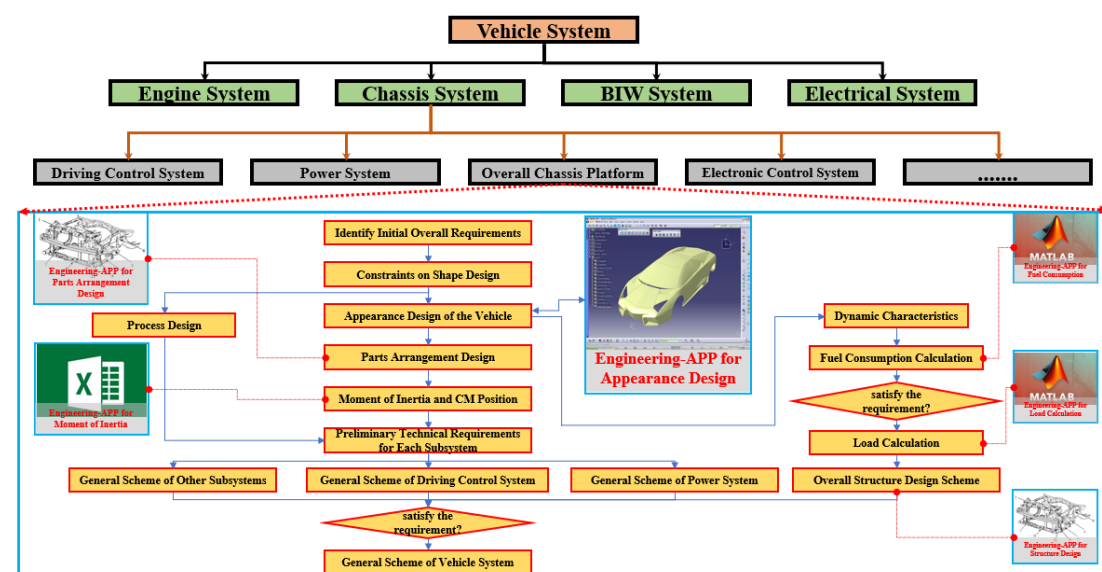 Vehicle System
Engine System
Chassis System
BIW System
Electrical System
Driving Control System
Power System
Overall Chassis Platform
Electronic Control System
.......
Engineering-APP for
Parts Arrangement
Design
Identify Initial Overall Requirements
Constraints on Shape Design
Process Design
Appearance Design of the Vehicle
Parts Arrangement Design
Engineering-APP for
Appearance Design
MATLAB
Engineering-APP for
Fuel Consumption
Dynamic Characteristics
Fuel Consumption Calculation
X
Engineering-APP for
Moment of Inertia
Moment of Inertia and CM Position
satisfy the
requirement?
MATLAB
Engineering-APP for
Load Calculation
Preliminary Technical Requirements
for Each Subsystem
Load Calculation
General Scheme of Other Subsystems
General Scheme of Driving Control System
General Scheme of Power System
Overall Structure Design Scheme
satisfy the
requirement?
Engineering-APP for
Structure Design
General Scheme of Vehicle System